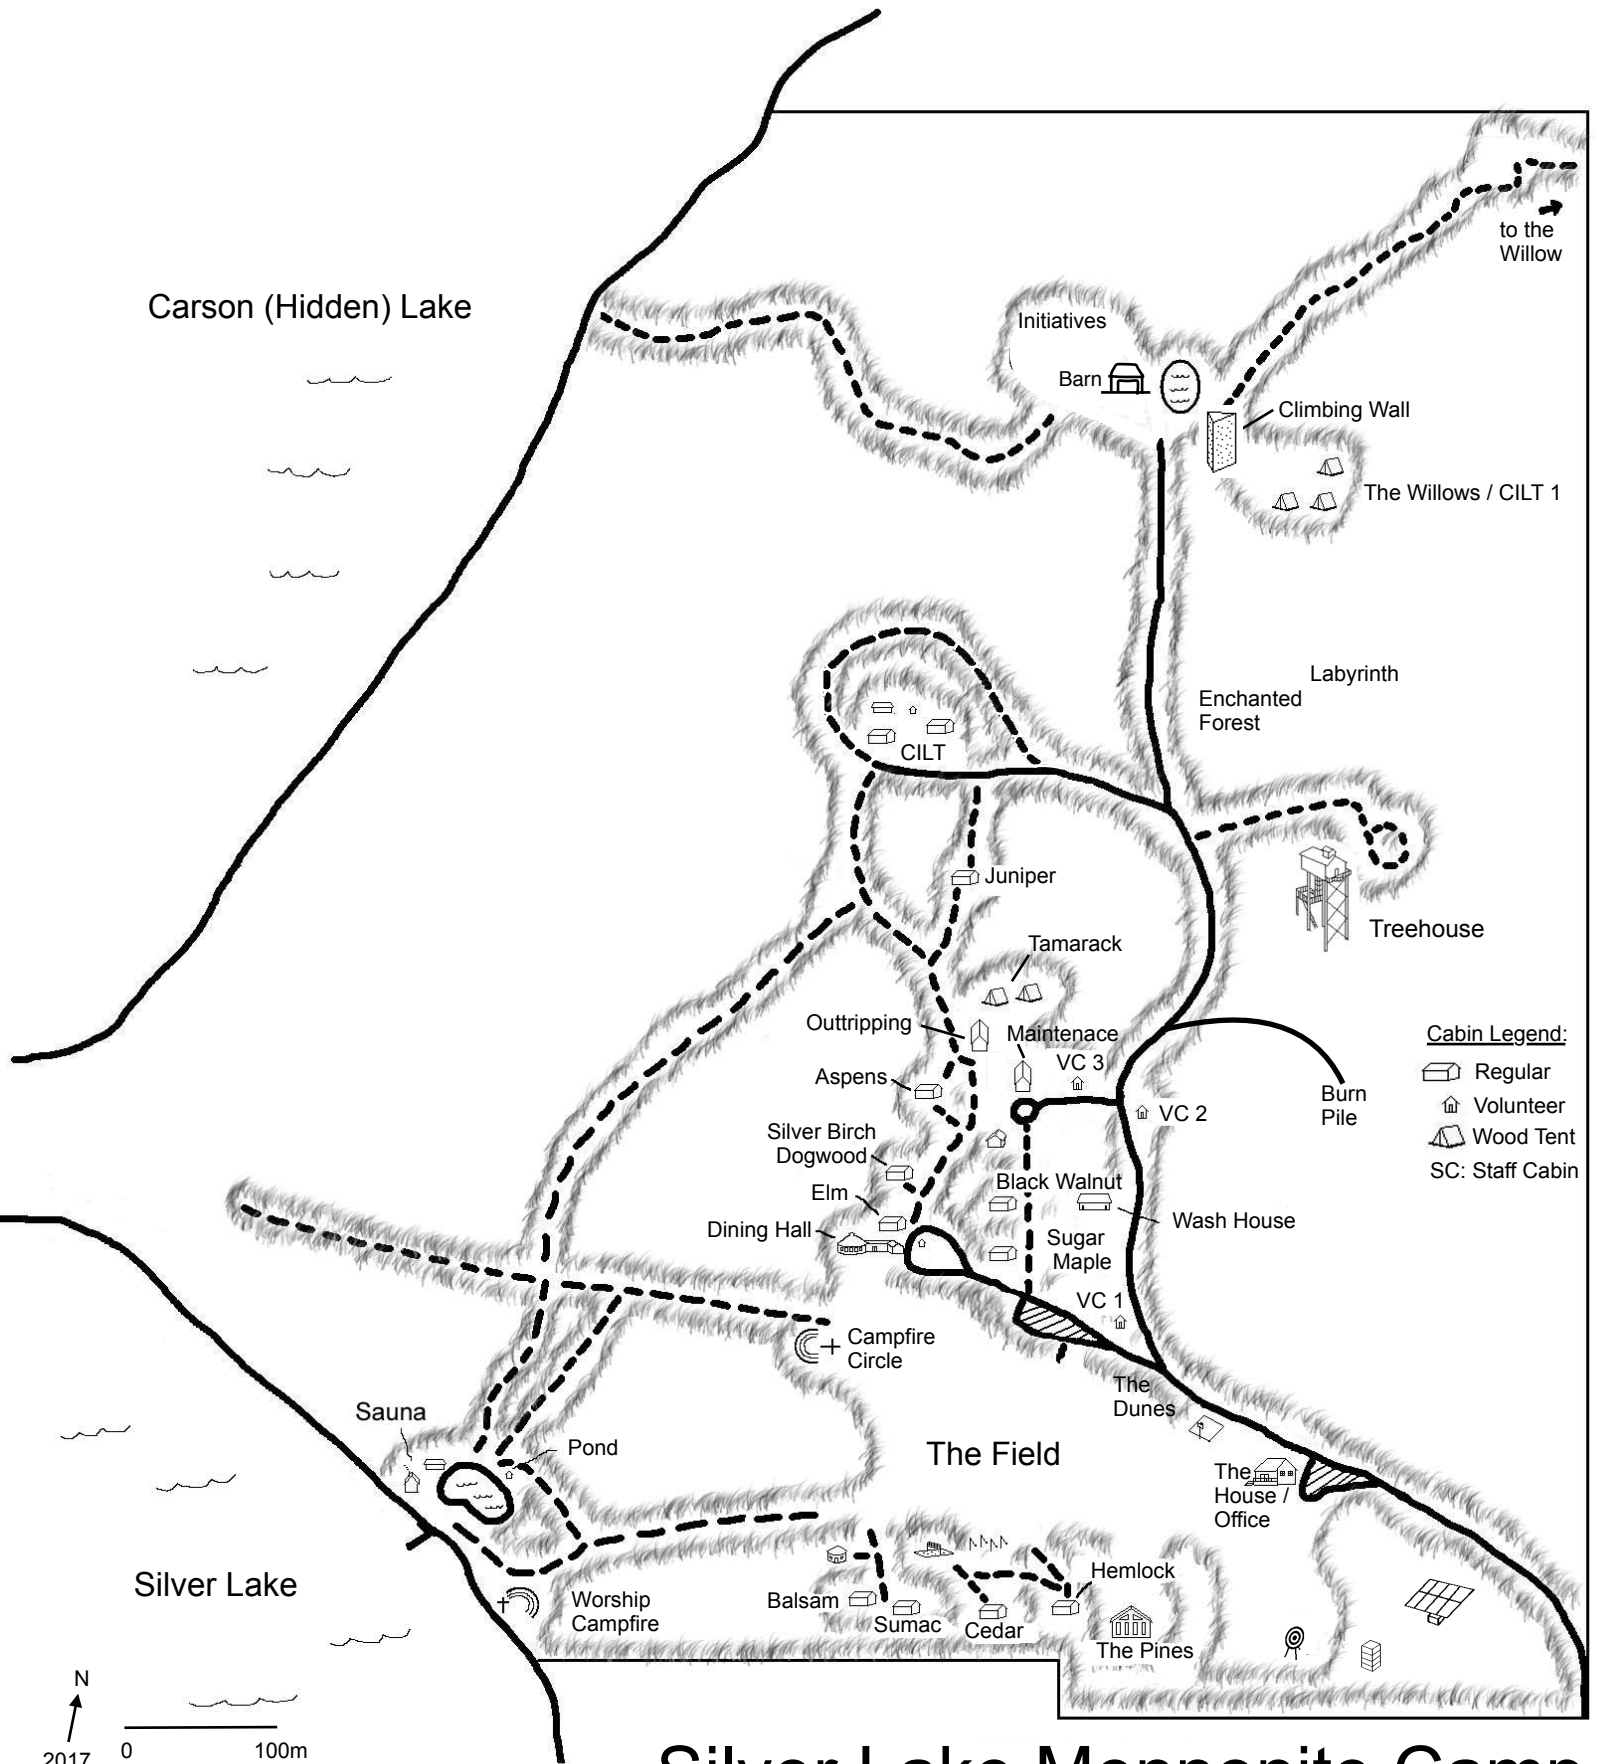 to the
Willow
Carson (Hidden) Lake
Initiatives
Barn
Climbing Wall
The Willows / CILT 1
Labyrinth
Enchanted
Forest
CILT
Juniper
Treehouse
Tamarack
Outtripping
Maintenace
VC 3
Aspens
Burn
Pile
VC 2
Cabin Legend:
Regular
Volunteer
Wood Tent
SC: Staff Cabin
Silver Birch
Dogwood
Elm
Black Walnut
Wash House
Dining Hall
Sugar
Maple
VC 1
Campfire
Circle
The
Dunes
Sauna
Pond
The Field
The
House /
Office
Silver Lake
Worship
Campfire
Balsam
Sumac
Cedar
Hemlock
The Pines
N
2017
0
100m
Silver Lake Mennonite Camp